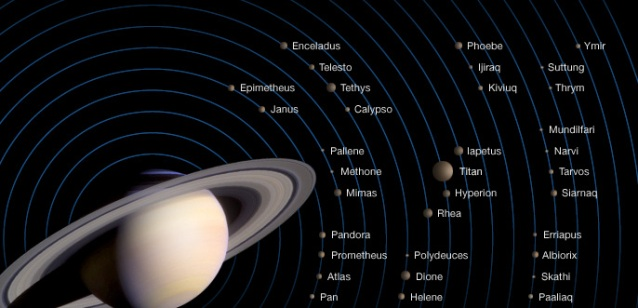 Enceladus
Telesto
Epimetheus
Tethys
Janus
Calypso
Pallene
Methone
Mimas
Pandora
Prometheus
Atlas
Pan
Phoebe
Ijiraq
Kiviuq
Iapetus
Titan
Hyperion
Rhea
Polydeuces
Dione
Helene
Ymir
Suttung
Thrym
Mundilfari
Narvi
Tarvos
Siarnaq
Erriapus
Albiorix
Skathi
Paaliaq